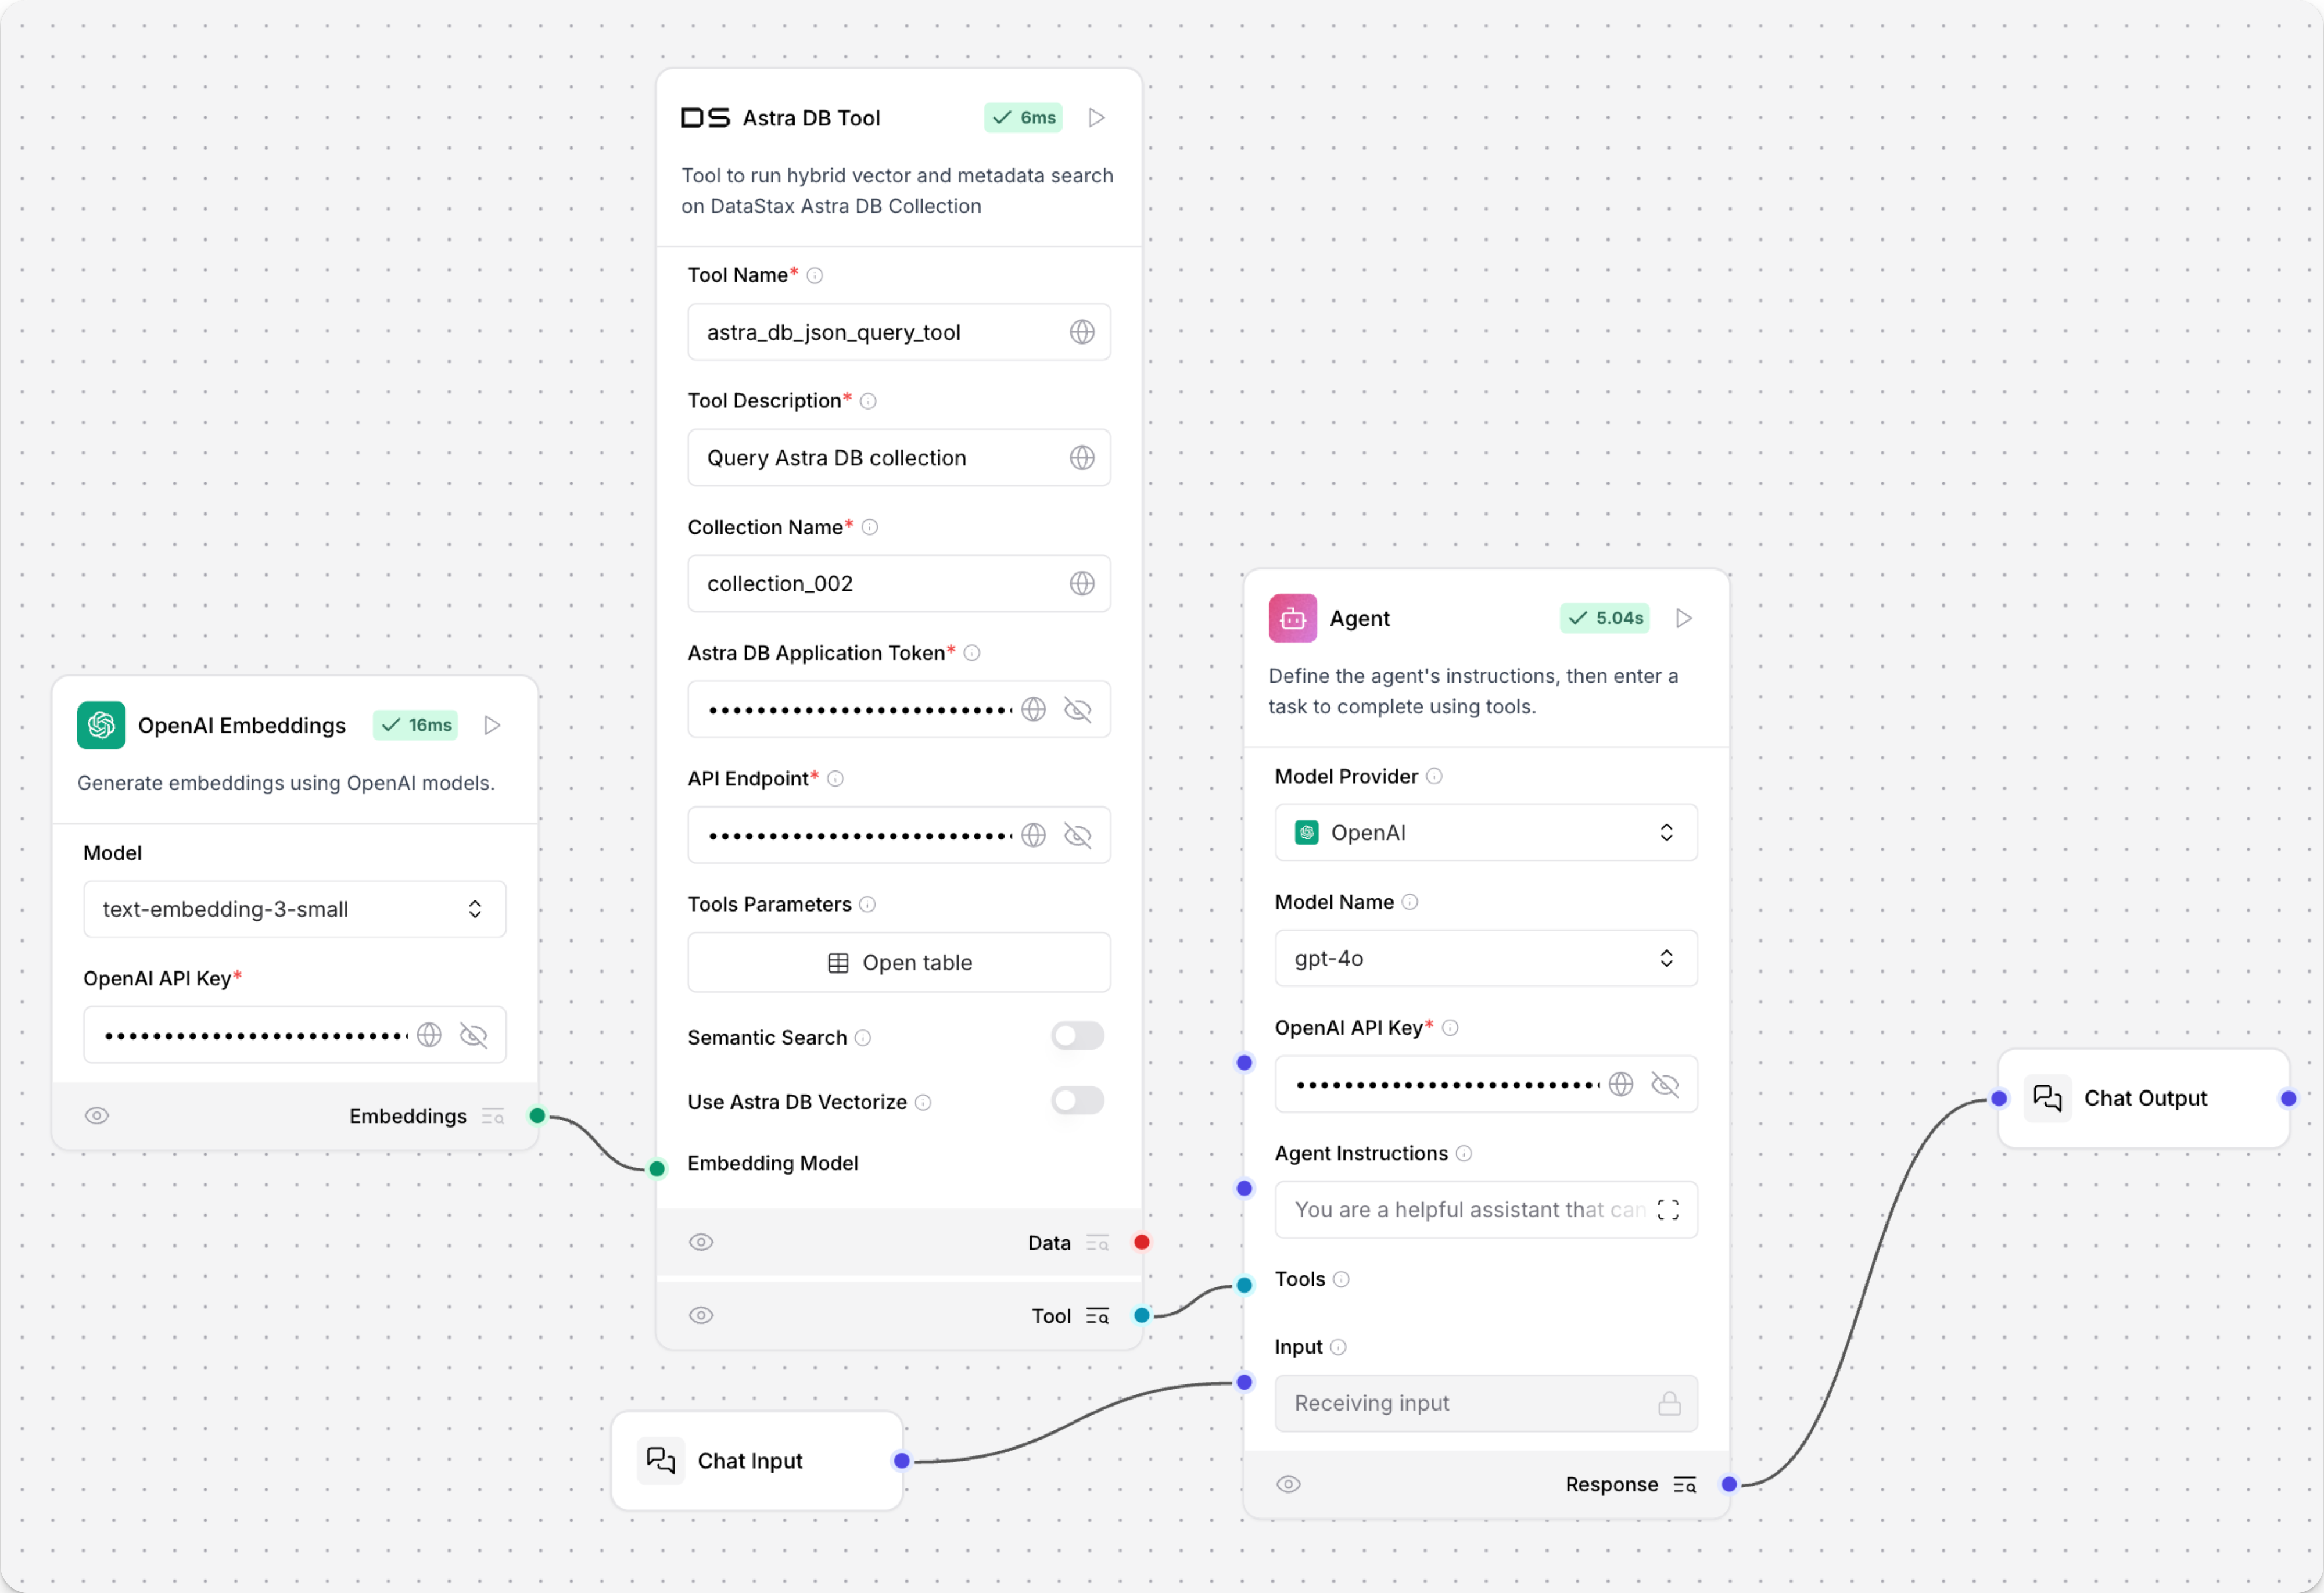 DS Astra DB Tool 6ms
Tool to run hybrid vector and metadata search
on DataStax Astra DB Collection
Tool Name*
astra_db_json_query_tool
Tool Description*
Query Astra DB collection
Collection Name*
collection_002
Astra DB Application Token*
API Endpoint*
Tools Parameters
Open table
Semantic Search
Use Astra DB Vectorize
Embedding Model
Data
Tool
OpenAI Embeddings 16ms
Generate embeddings using OpenAI models.
Model
text-embedding-3-small
OpenAI API Key*
Embeddings
Chat Input
Agent 5.04s
Define the agent's instructions, then enter a
task to complete using tools.
Model Provider
OpenAI
Model Name
gpt-4o
OpenAI API Key*
Agent Instructions
You are a helpful assistant that can
Tools
Input
Receiving input
Response
Chat Output